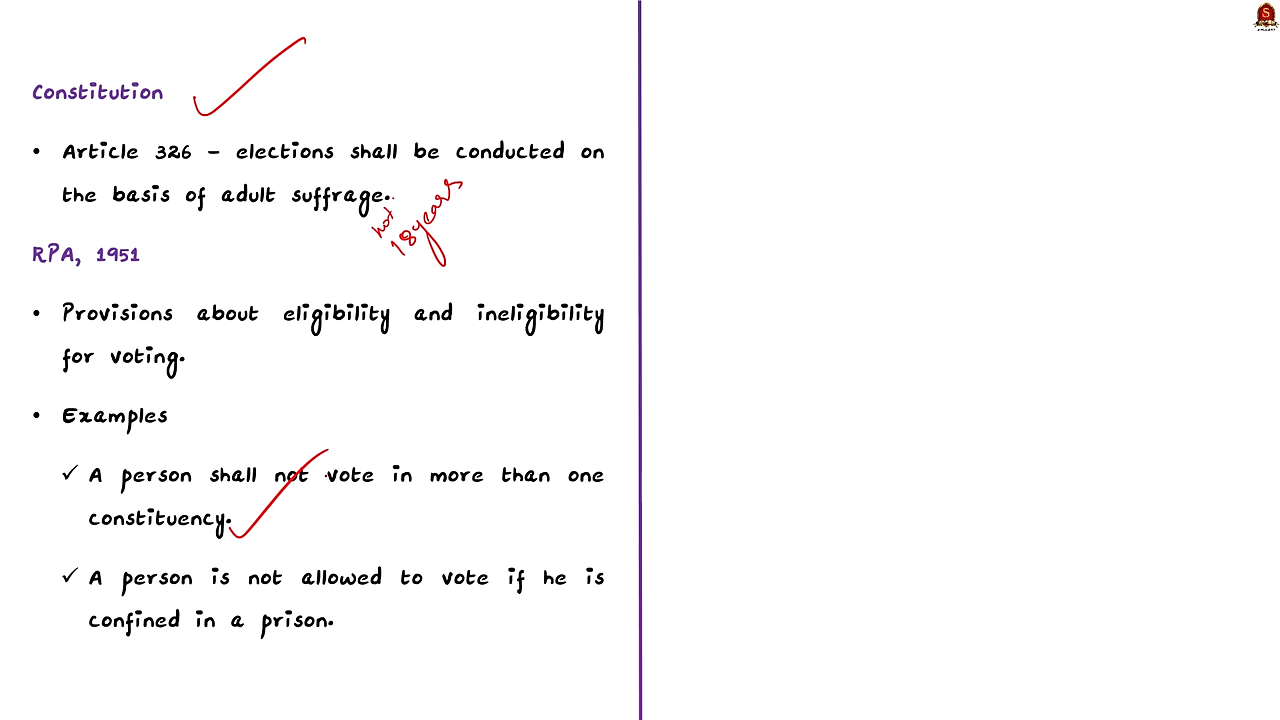 Constitution
• Article 326 – elections shall be conducted on
the basis of adult suffrage.
not
18 years
RPA, 1951
• Provisions about eligibility and ineligibility
for voting.
• Examples
✓ A person shall not vote in more than one
constituency.
✓ A person is not allowed to vote if he is
confined in a prison.